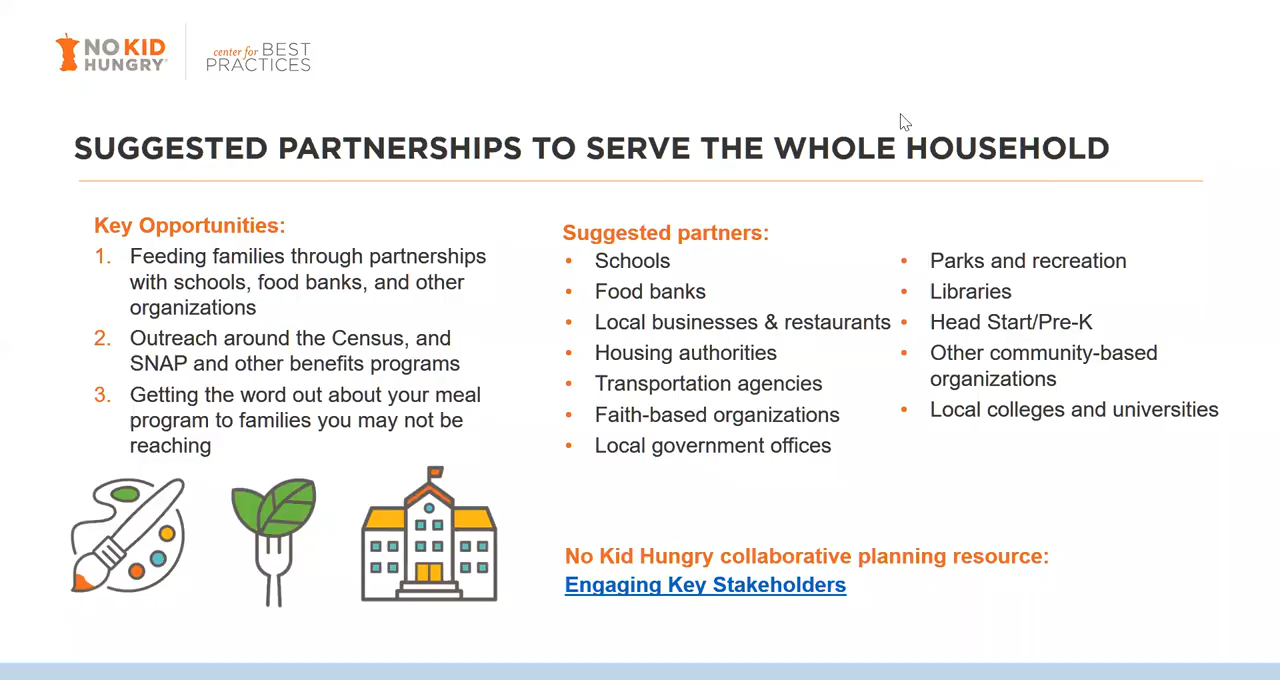 NO KID
HUNGRY
center for BEST
PRACTICES
SUGGESTED PARTNERSHIPS TO SERVE THE WHOLE HOUSEHOLD
Key Opportunities:
1. Feeding families through partnerships
with schools, food banks, and other
organizations
2. Outreach around the Census, and
SNAP and other benefits programs
3. Getting the word out about your meal
program to families you may not be
reaching
Suggested partners:
• Schools
• Food banks
• Local businesses & restaurants
• Housing authorities
• Transportation agencies
• Faith-based organizations
• Local government offices
• Parks and recreation
• Libraries
• Head Start/Pre-K
• Other community-based
organizations
• Local colleges and universities
No Kid Hungry collaborative planning resource:
Engaging Key Stakeholders